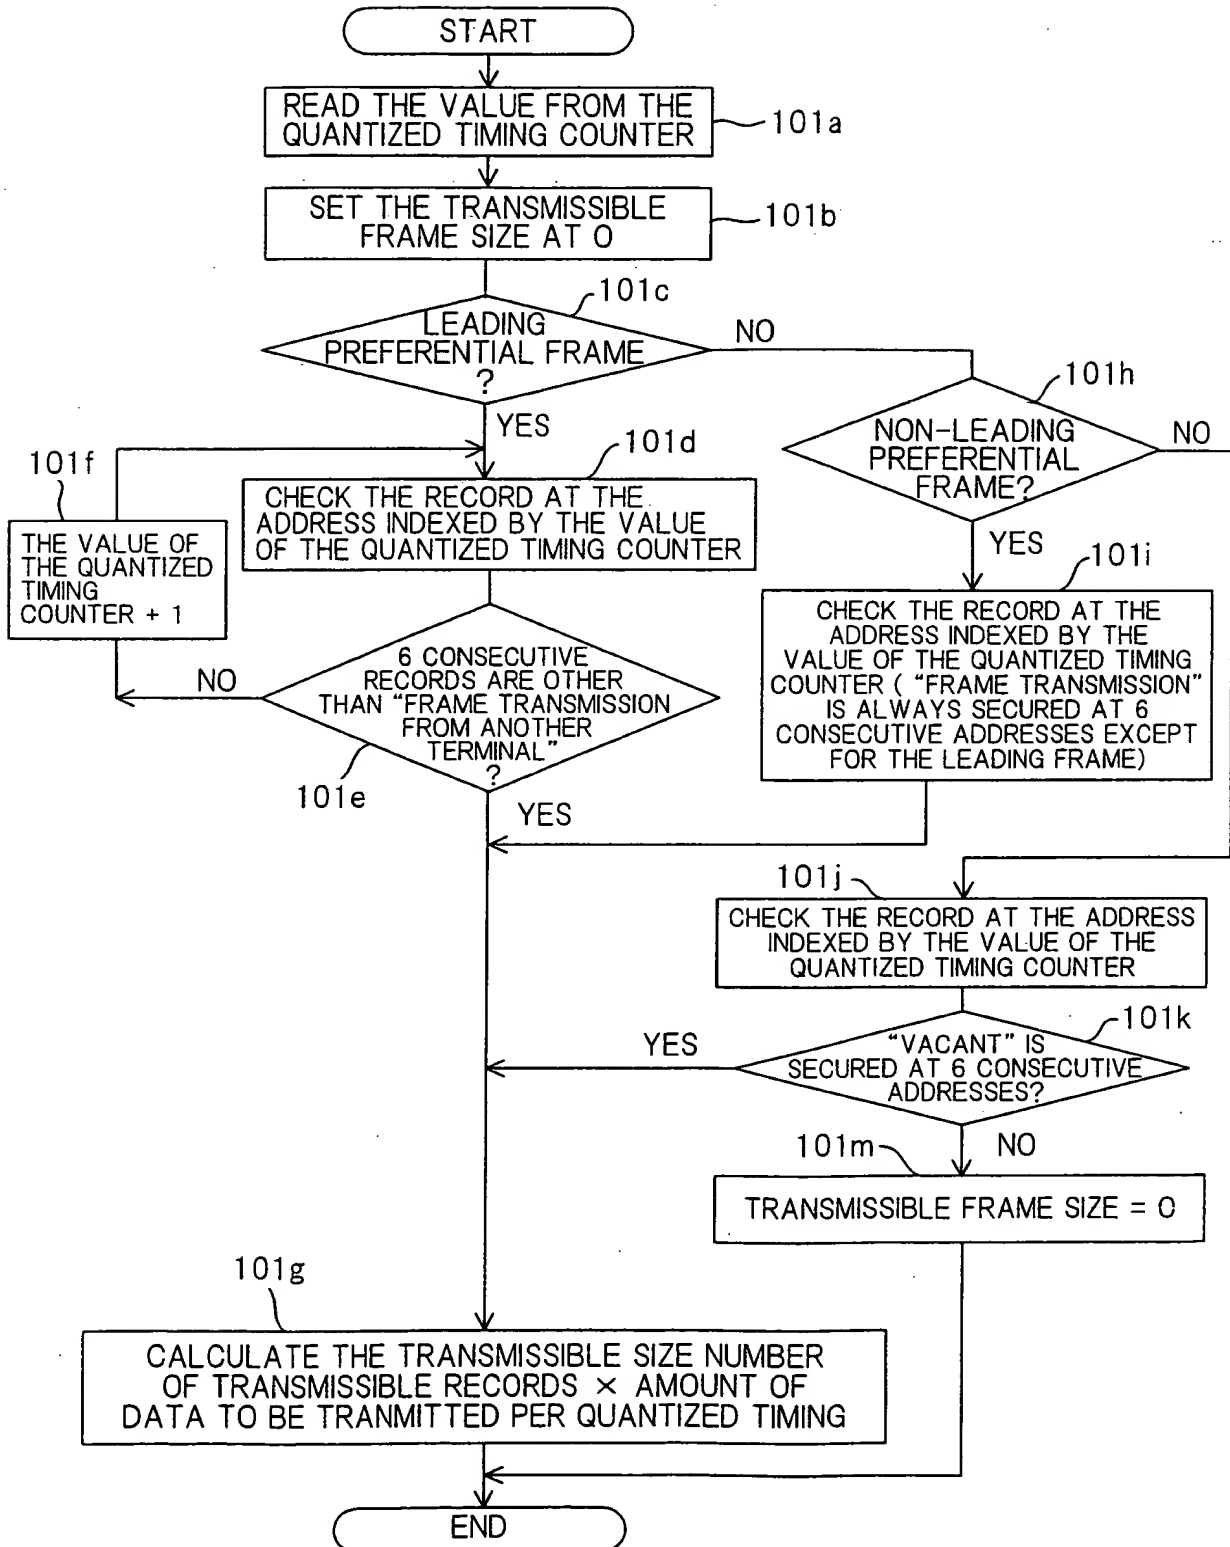 START
READ THE VALUE FROM THE
QUANTIZED TIMING COUNTER
101a
SET THE TRANSMISSIBLE
FRAME SIZE AT 0
101b
101c
LEADING
PREFERENTIAL FRAME
?
NO
YES
101h
NON-LEADING
PREFERENTIAL
FRAME?
NO
YES
101f
THE VALUE OF
THE QUANTIZED
TIMING
COUNTER + 1
101d
CHECK THE RECORD AT THE
ADDRESS INDEXED BY THE VALUE
OF THE QUANTIZED TIMING COUNTER
6 CONSECUTIVE
RECORDS ARE OTHER
THAN "FRAME TRANSMISSION
FROM ANOTHER
TERMINAL"
?
NO
101e
YES
101i
CHECK THE RECORD AT THE
ADDRESS INDEXED BY THE
VALUE OF THE QUANTIZED TIMING
COUNTER ( "FRAME TRANSMISSION"
IS ALWAYS SECURED AT 6
CONSECUTIVE ADDRESSES EXCEPT
FOR THE LEADING FRAME)
101j
CHECK THE RECORD AT THE ADDRESS
INDEXED BY THE VALUE OF THE
QUANTIZED TIMING COUNTER
101k
"VACANT" IS
SECURED AT 6 CONSECUTIVE
ADDRESSES?
YES
NO
101m
TRANSMISSIBLE FRAME SIZE = 0
101g
CALCULATE THE TRANSMISSIBLE SIZE NUMBER
OF TRANSMISSIBLE RECORDS × AMOUNT OF
DATA TO BE TRANMITTED PER QUANTIZED TIMING
END